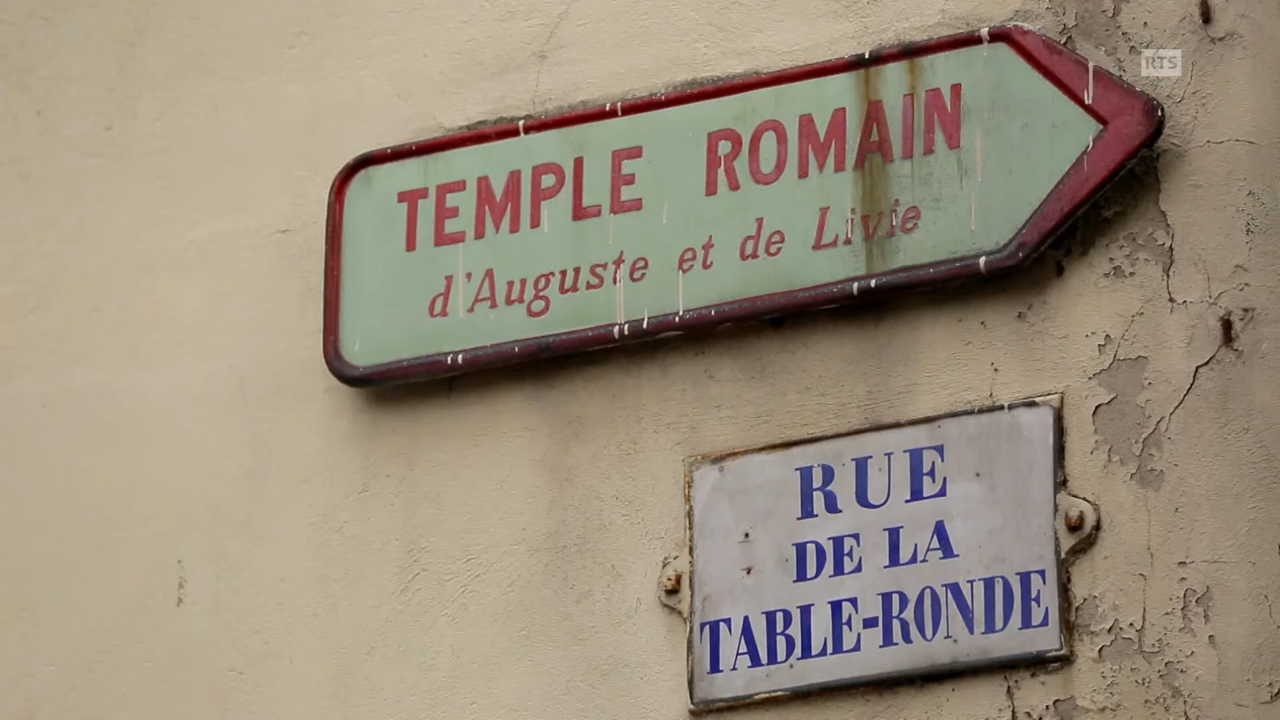 RTS
TEMPLE ROMAIN
d'Auguste et de Livie
RUE
DE LA
TABLE-RONDE